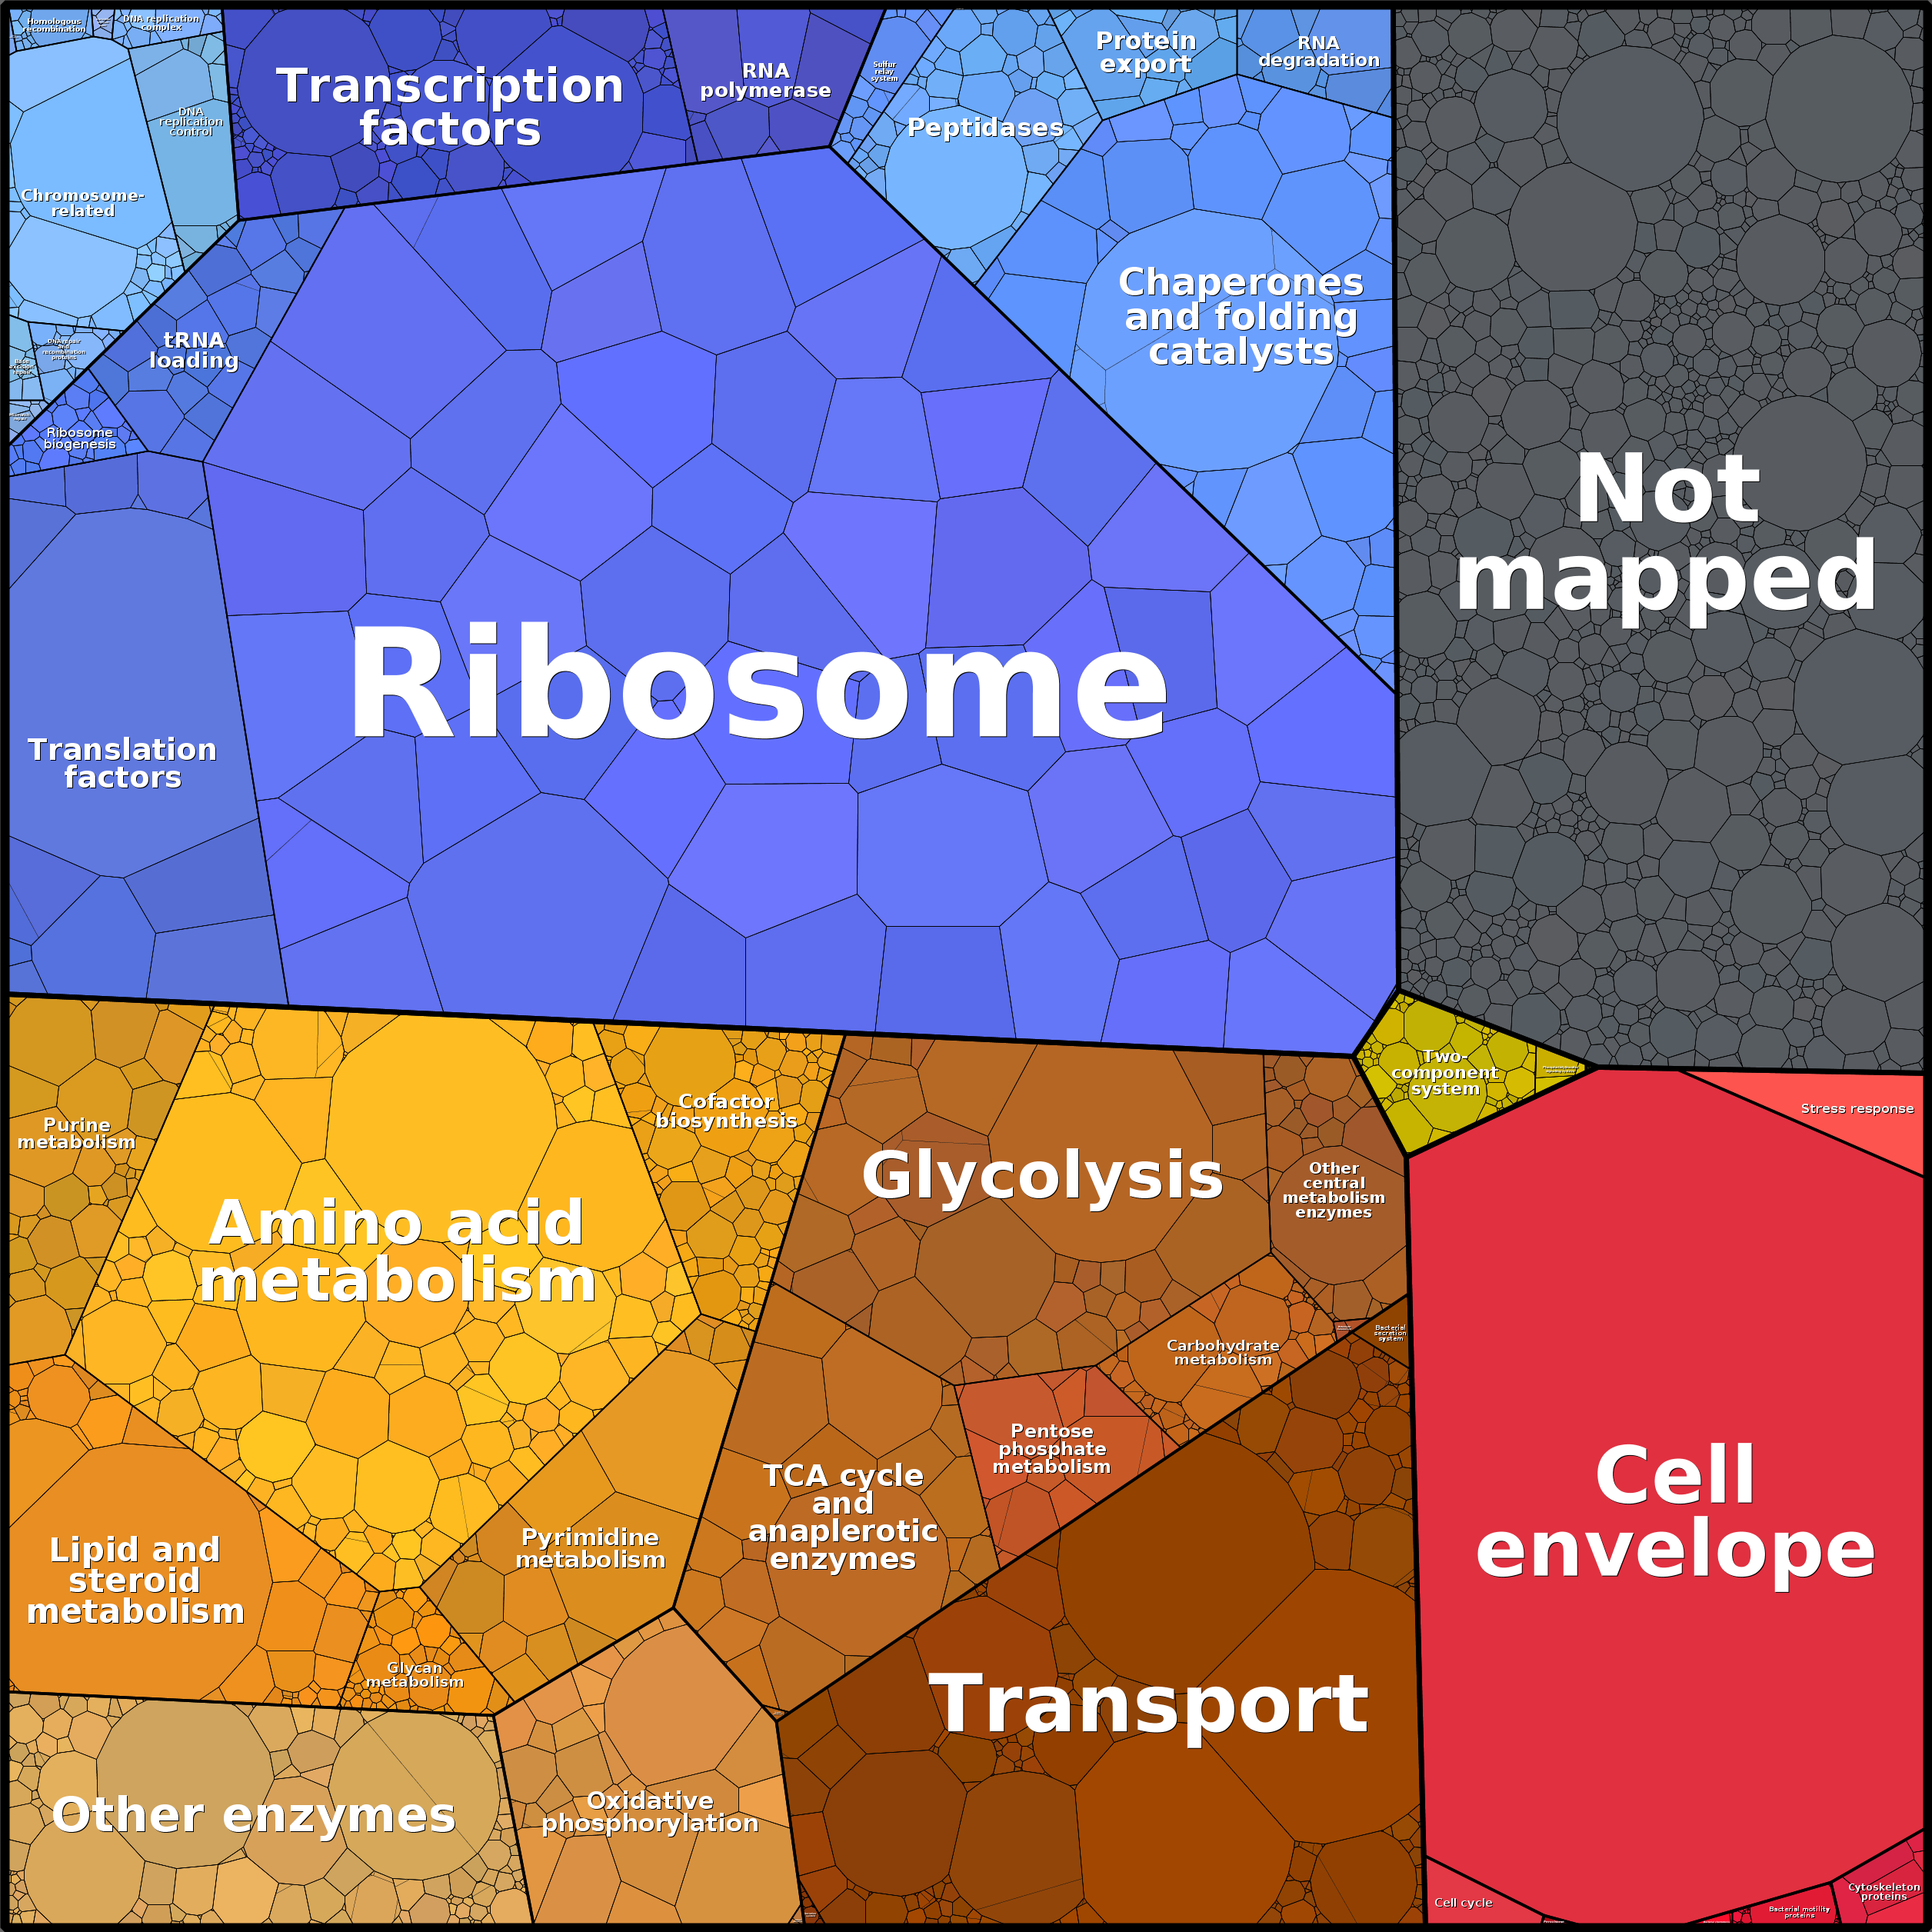 Homologous
recombination
DNA replication
complex
Transcription
factors
RNA
polymerase
Sulfur
relay
system
Protein
export
RNA
degradation
Peptidases
DNA
replication
control
Chromosome-
related
Chaperones
and folding
catalysts
tRNA
loading
Ribosome
biogenesis
Not
mapped
Ribosome
Translation
factors
Two-
component
system
Stress response
Purine
metabolism
Cofactor
biosynthesis
Glycolysis
Other
central
metabolism
enzymes
Amino acid
metabolism
Carbohydrate
metabolism
Bacterial
secretion
system
Pentose
phosphate
metabolism
TCA cycle
and
anaplerotic
enzymes
Cell
envelope
Lipid and
steroid
metabolism
Pyrimidine
metabolism
Glycan
metabolism
Transport
Other enzymes
Oxidative
phosphorylation
Cell cycle
Bacterial motility
proteins
Cytoskeleton
proteins